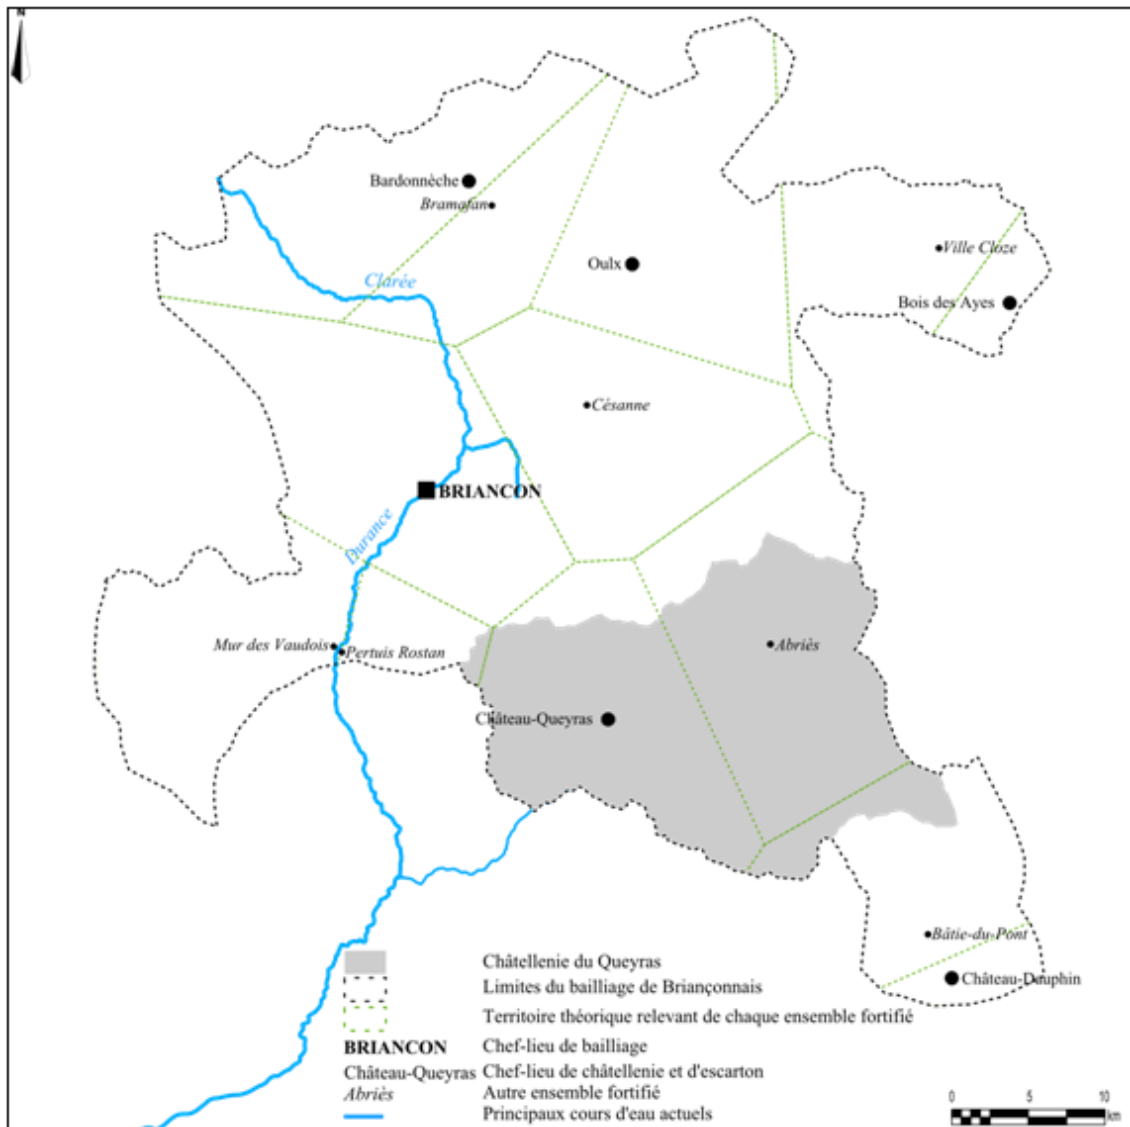 N
Bardonnèche
Bramafan
Oulx
Ville Cloze
Clarée
Bois des Ayes
Césanne
BRIANCON
Durance
Mur des Vaudois
Pertuis Rostan
Abriès
Château-Queyras
Bâtie-du-Pont
Château-Dauphin
Châtellenie du Queyras
Limites du bailliage de Briançonnais
Territoire théorique relevant de chaque ensemble fortifié
BRIANCON Chef-lieu de bailliage
Château-Queyras Chef-lieu de châtellenie et d'escarton
Abriès Autre ensemble fortifié
Principaux cours d'eau actuels
0 5 10
km